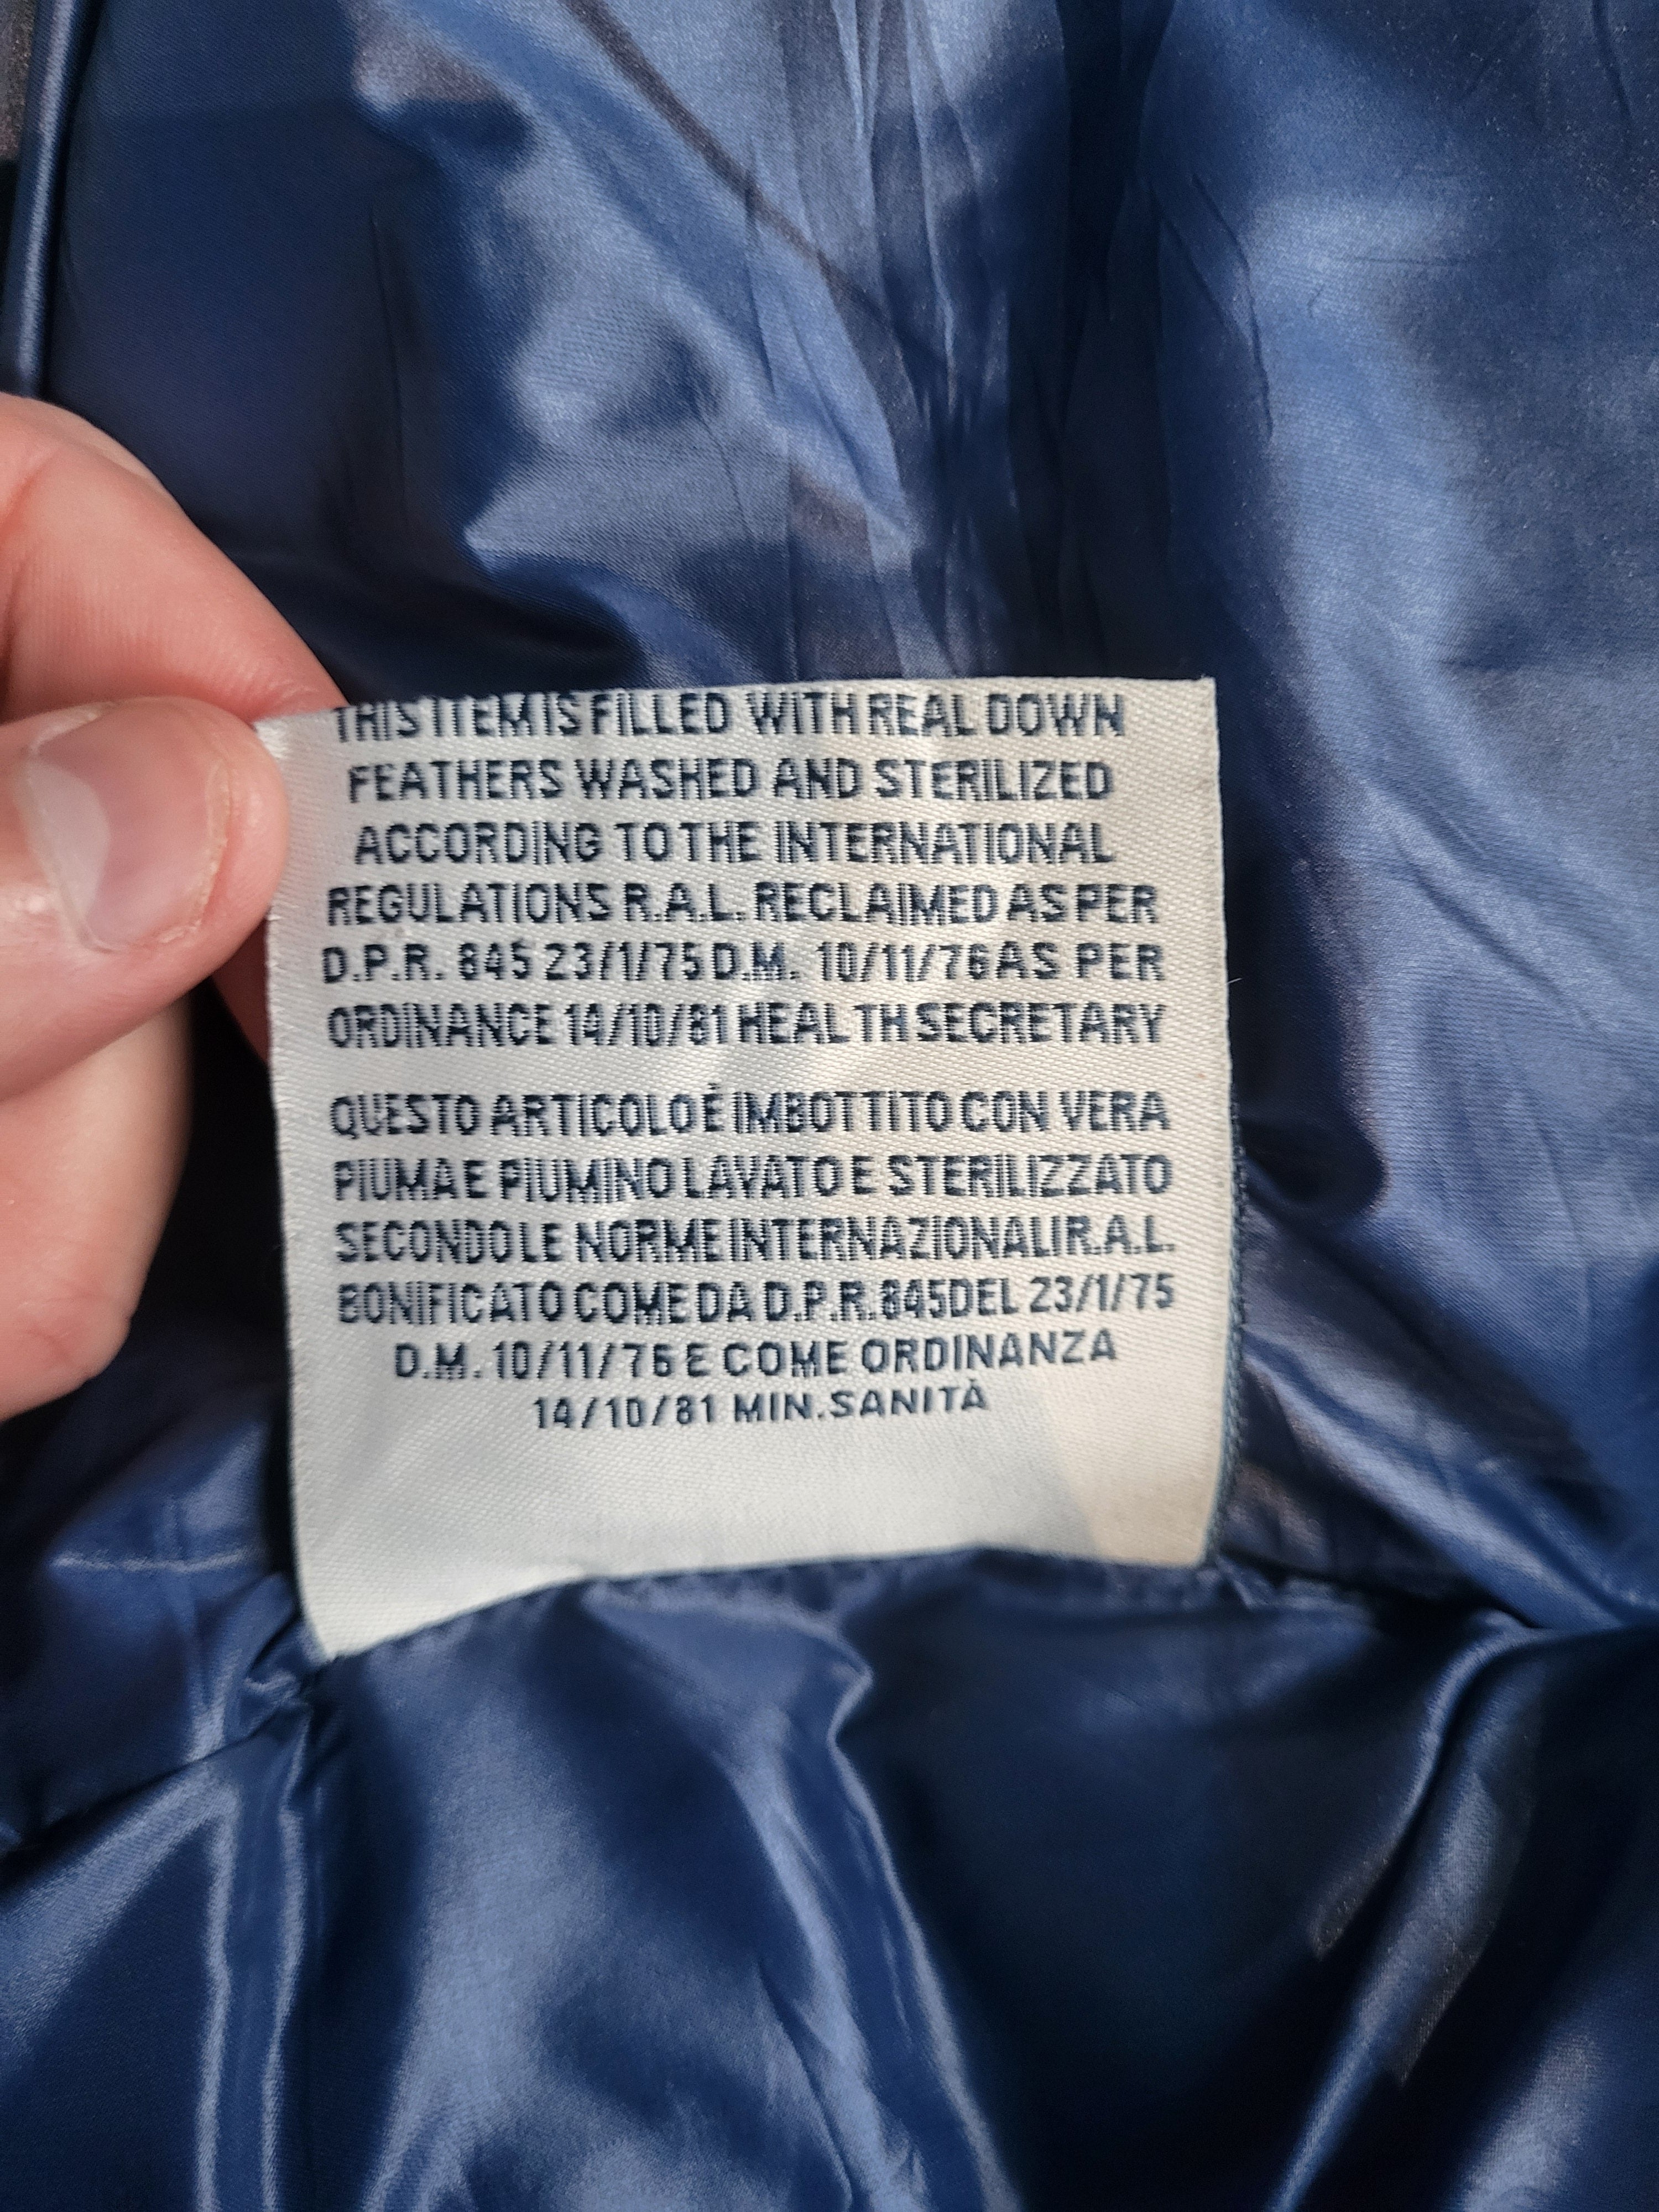 THIS ITEM IS FILLED WITH REAL DOWN
FEATHERS WASHED AND STERILIZED
ACCORDING TO THE INTERNATIONAL
REGULATIONS R.A.L. RECLAIMED AS PER
D.P.R. 845 23/1/75 D.M. 10/11/76 AS PER
ORDINANCE 14/10/81 HEALTH SECRETARY
QUESTO ARTICOLO È IMBOTTITO CON VERA
PIUMA E PIUMINO LAVATO E STERILIZZATO
SECONDO LE NORME INTERNAZIONALI R.A.L.
BONIFICATO COME DA D.P.R. 845 DEL 23/1/75
D.M. 10/11/76 E COME ORDINANZA
14/10/81 MIN. SANITÀ